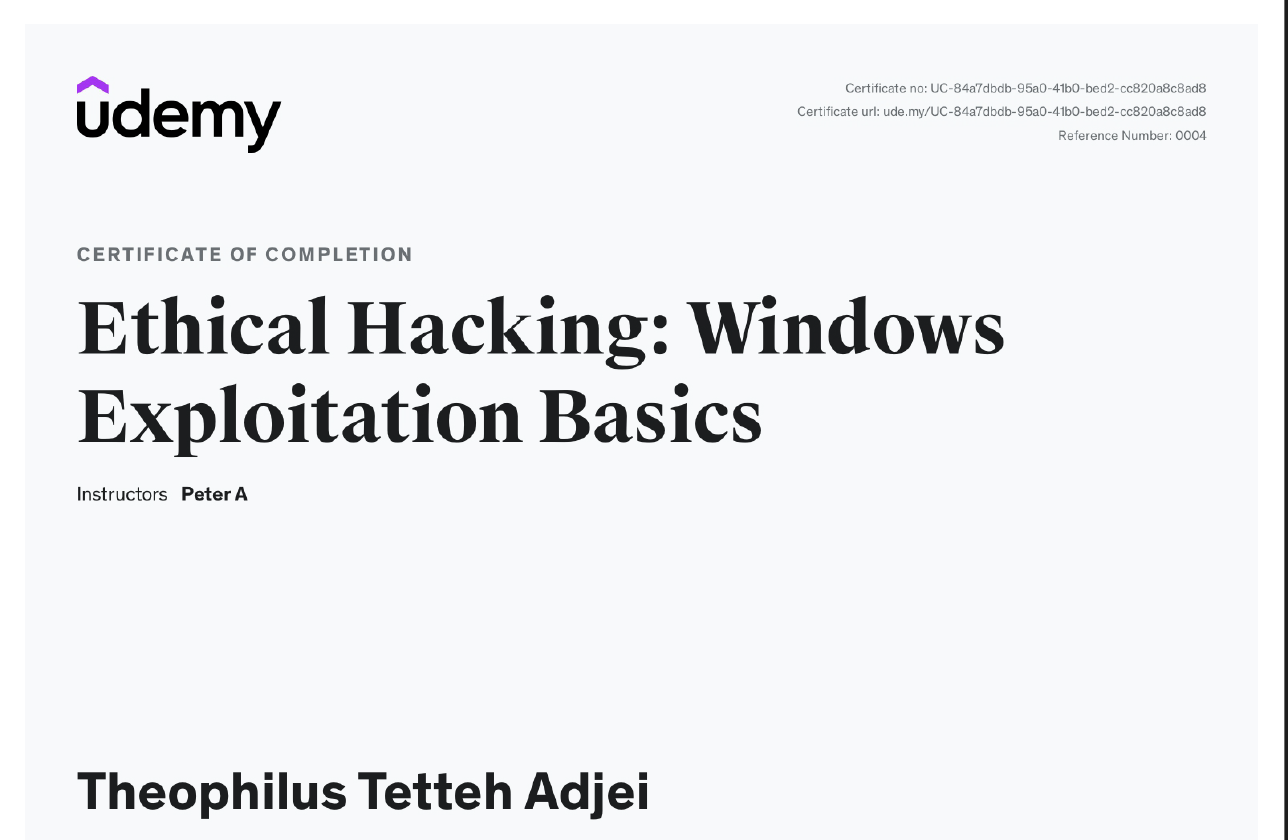 udemy
Certificate no: UC-84a7dbdb-95a0-41b0-bed2-cc820a8c8ad8
Certificate url: ude.my/UC-84a7dbdb-95a0-41b0-bed2-cc820a8c8ad8
Reference Number: 0004
CERTIFICATE OF COMPLETION
Ethical Hacking: Windows
Exploitation Basics
Instructors Peter A
Theophilus Tetteh Adjei